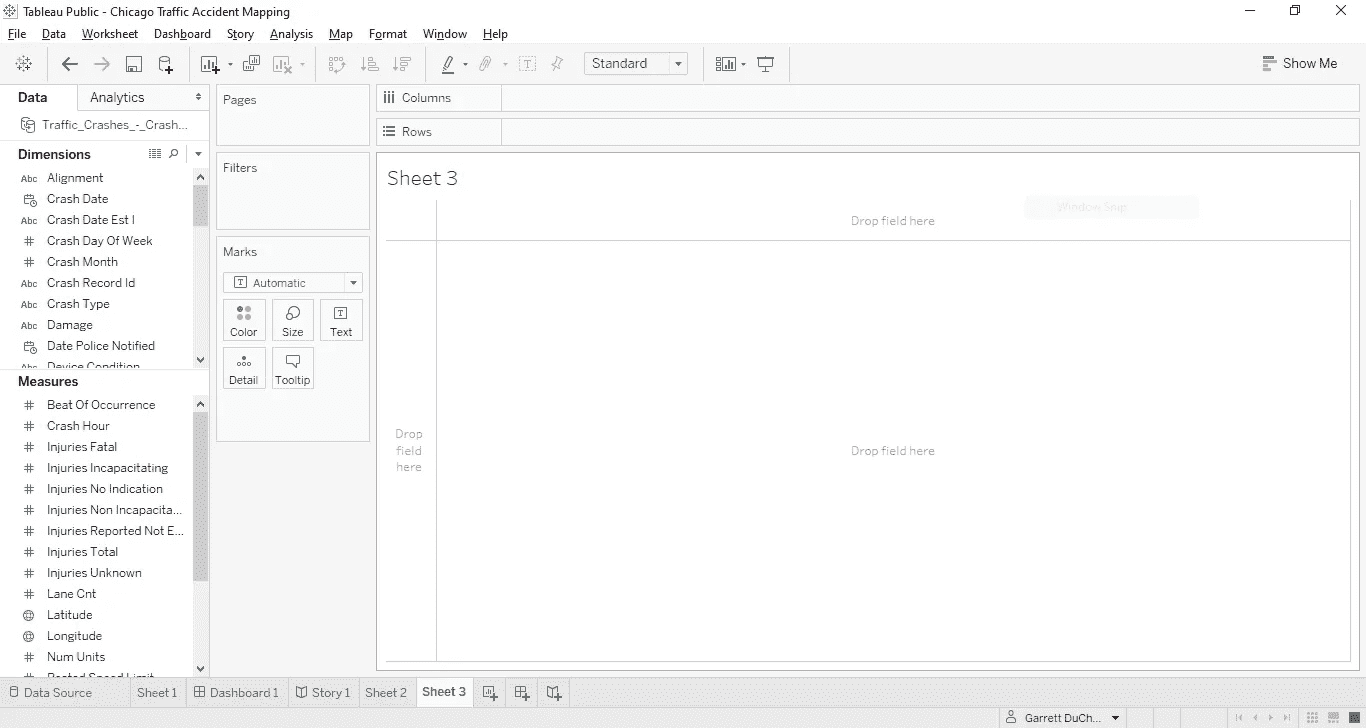 Tableau Public - Chicago Traffic Accident Mapping
File Data Worksheet Dashboard Story Analysis Map Format Window Help
Standard
Show Me
Data Analytics
Traffic_Crashes_-_Crash...
Dimensions
Abc Alignment
Crash Date
Abc Crash Date Est I
# Crash Day Of Week
# Crash Month
Abc Crash Record Id
Abc Crash Type
Abc Damage
Date Police Notified
Abc Device Condition
Measures
# Beat Of Occurrence
# Crash Hour
# Injuries Fatal
# Injuries Incapacitating
# Injuries No Indication
# Injuries Non Incapacita...
# Injuries Reported Not E...
# Injuries Total
# Injuries Unknown
# Lane Cnt
Latitude
Longitude
# Num Units
# Posted Speed Limit
Pages
Filters
Marks
T Automatic
Color Size T Text
Detail Tooltip
Columns
Rows
Sheet 3
Window Snip
Drop field here
Drop
field
here
Drop field here
Data Source Sheet 1 Dashboard 1 Story 1 Sheet 2 Sheet 3
Garrett DuCh...